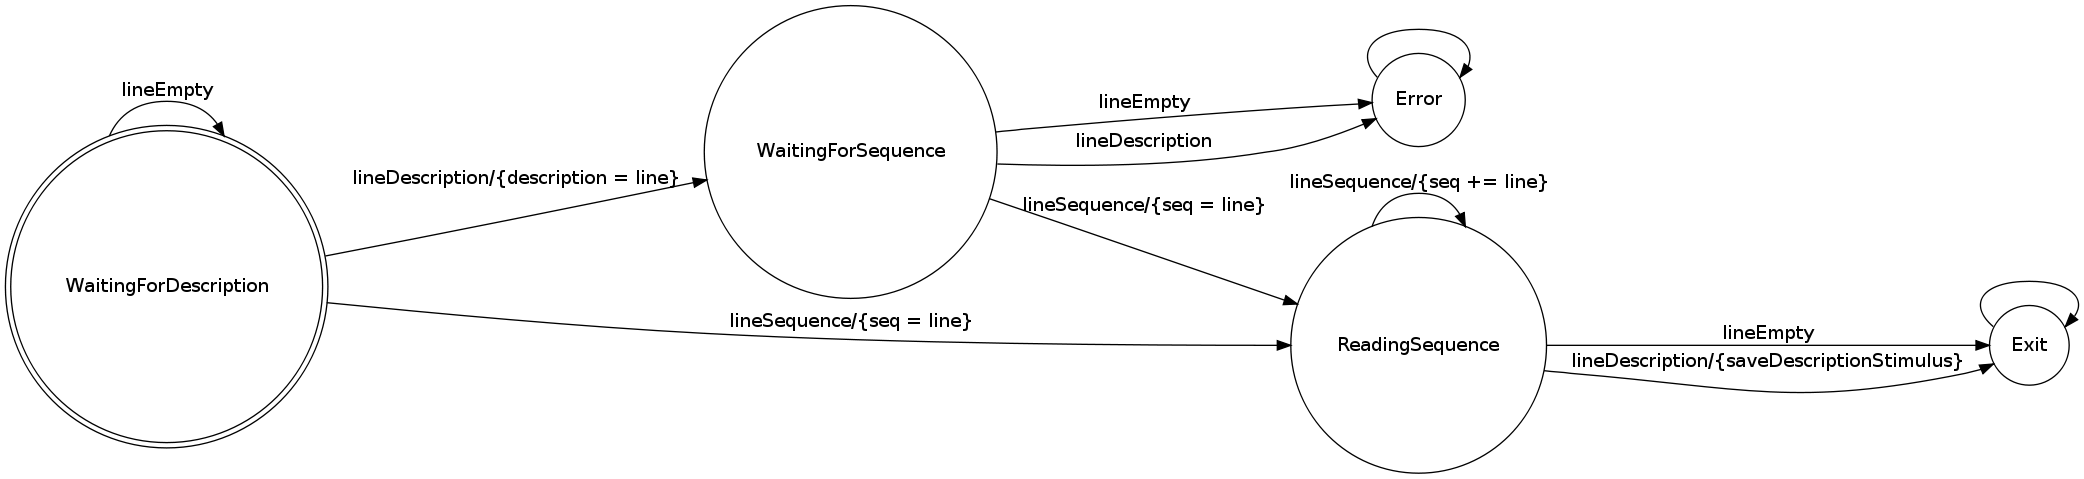 lineEmpty
WaitingForDescription
lineDescription/{description = line}
lineSequence/{seq = line}
WaitingForSequence
lineEmpty
lineDescription
lineSequence/{seq = line}
Error
lineSequence/{seq += line}
ReadingSequence
lineEmpty
lineDescription/{saveDescriptionStimulus}
Exit